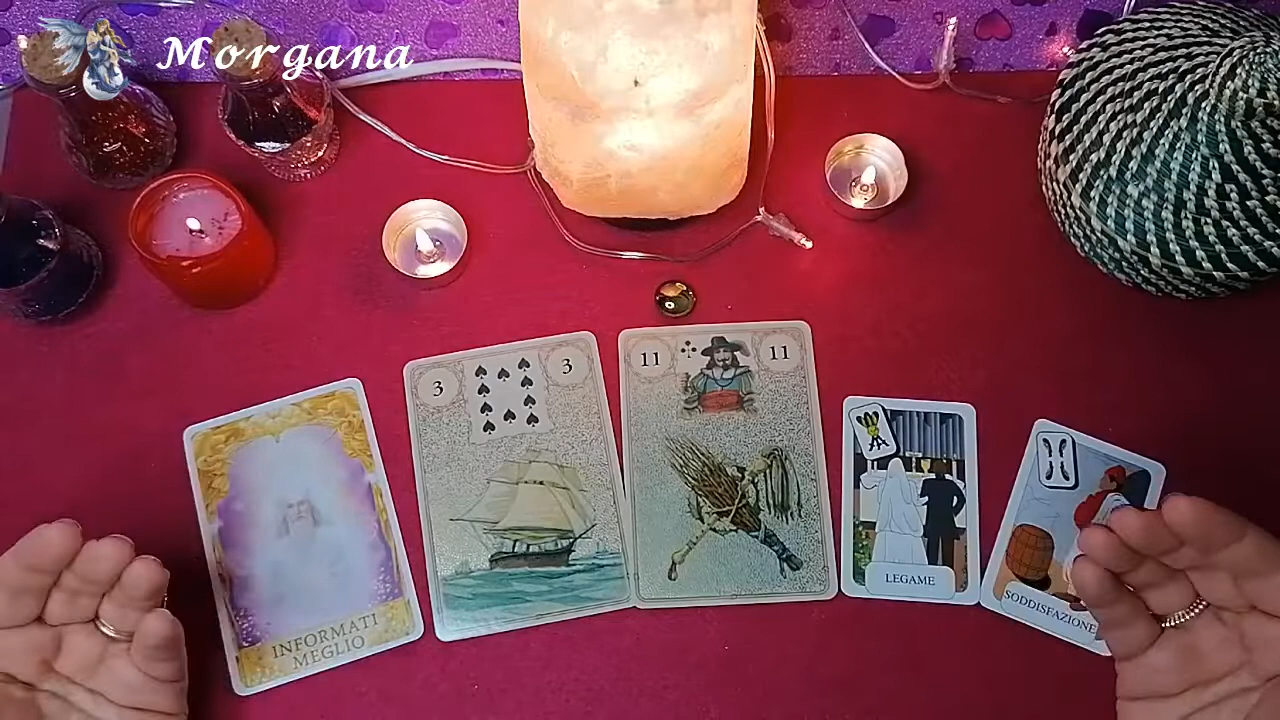 Morgana
3
3
11
11
INFORMATI
MEGLIO
LEGAME
SODDISFAZIONE